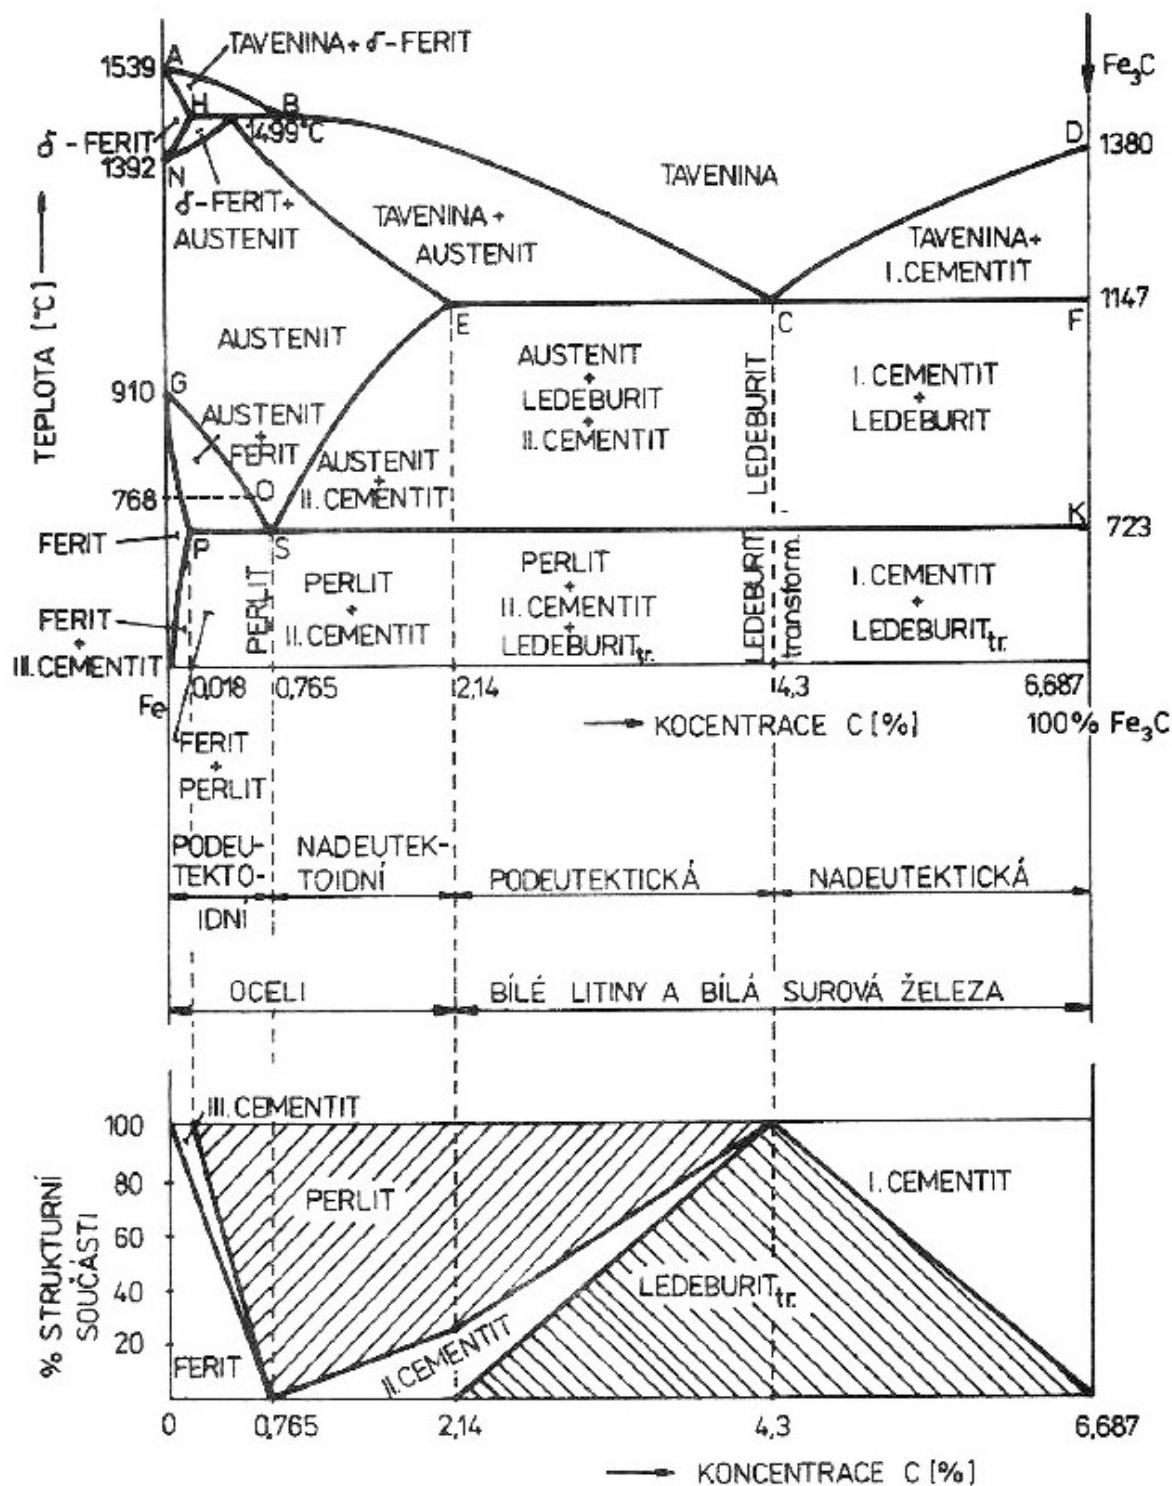 A
TAVENINA+ δ-FERIT
1539
Fe₃C
H
B
1499°C
D
δ - FERIT
1380
1392
N
TAVENINA
δ-FERIT+
AUSTENIT
TAVENINA +
AUSTENIT
TAVENINA+
I. CEMENTIT
TEPLOTA [°C]
1147
E
C
F
AUSTENIT
AUSTENIT
+
LEDEBURIT
+
II. CEMENTIT
LEDEBURIT
I. CEMENTIT
+
LEDEBURIT
G
910
AUSTENIT
+
FERIT
AUSTENIT
+
II. CEMENTIT
O
768
K
723
FERIT
P
S
PERLIT
PERLIT
+
II. CEMENTIT
PERLIT
+
II. CEMENTIT
+
LEDEBURITtr.
LEDEBURIT
transform.
I. CEMENTIT
+
LEDEBURITtr.
FERIT
+
III. CEMENTIT
0,018
0,765
2,14
4,3
6,687
Fe
KOCENTRACE C [%]
100% Fe₃C
FERIT
+
PERLIT
PODEU-
TEKTO-
IDNÍ
NADEUTEK-
TOIDNÍ
PODEUTEKTICKÁ
NADEUTEKTICKÁ
OCELI
BÍLÉ LITINY A BÍLÁ SUROVÁ ŽELEZA
III. CEMENTIT
100
80
60
40
20
% STRUKTURNÍ
SOUČÁSTI
PERLIT
I. CEMENTIT
LEDEBURITtr.
II. CEMENTIT
FERIT
0
0,765
2,14
4,3
6,687
KONCENTRACE C [%]